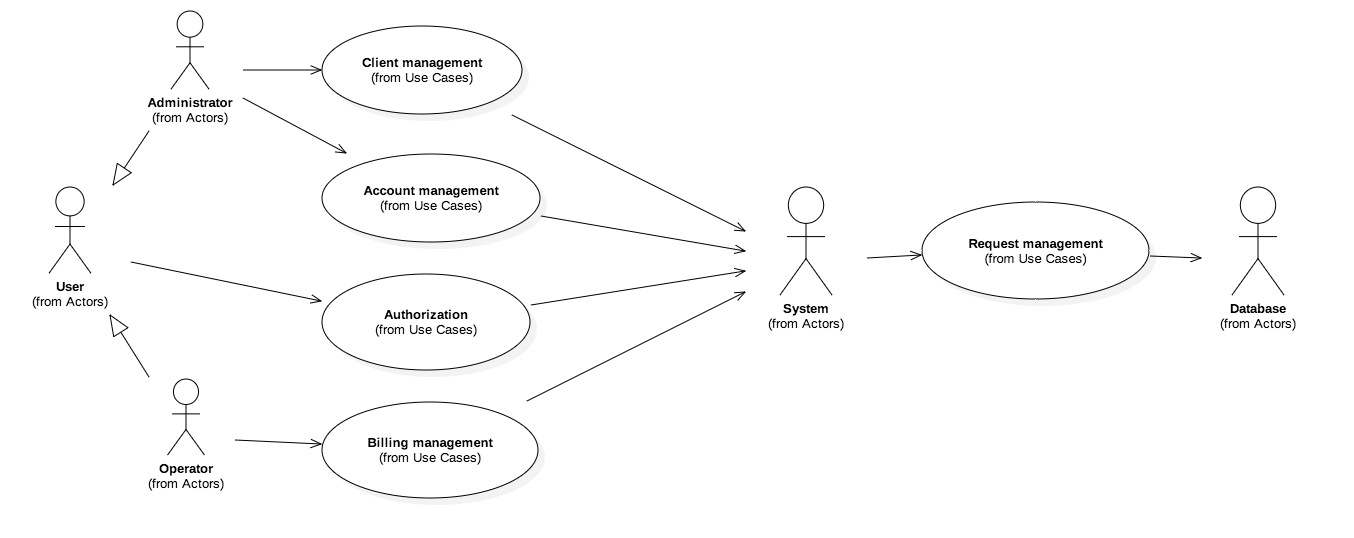 Administrator
(from Actors)
Client management
(from Use Cases)
Account management
(from Use Cases)
User
(from Actors)
Authorization
(from Use Cases)
Operator
(from Actors)
Billing management
(from Use Cases)
System
(from Actors)
Request management
(from Use Cases)
Database
(from Actors)